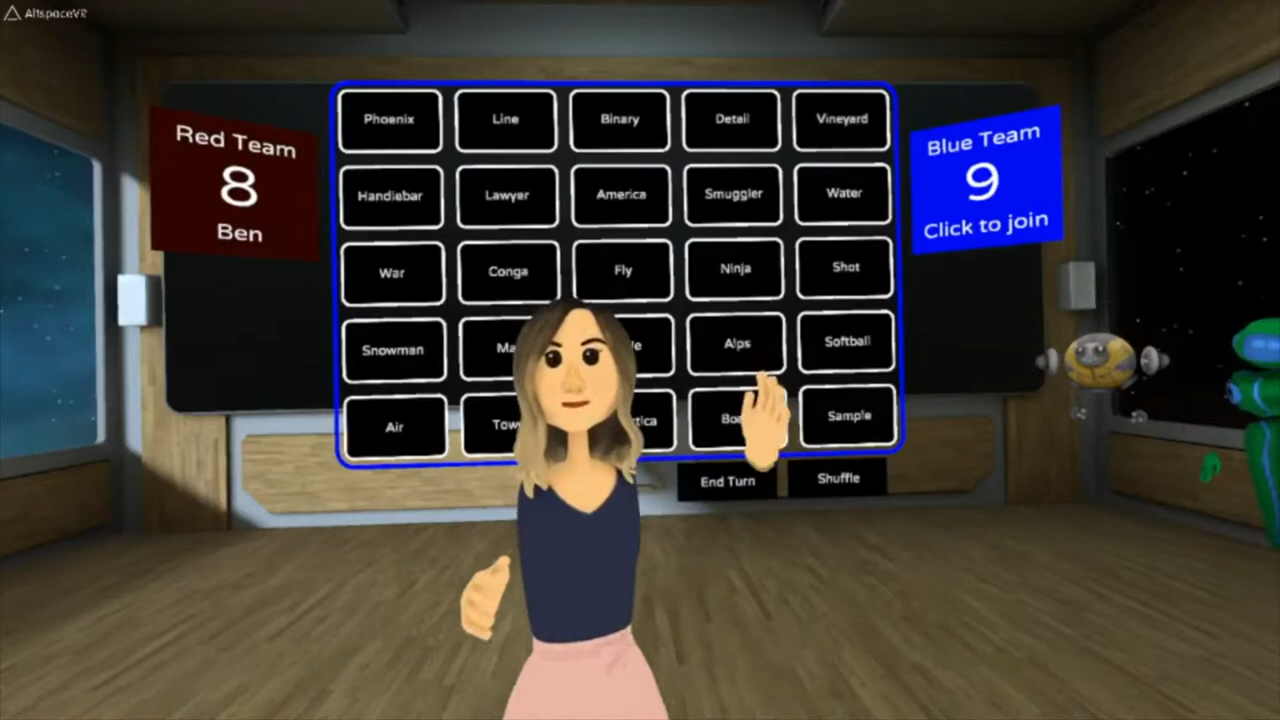 AltspaceVR
Red Team
8
Ben
Phoenix
Line
Binary
Detail
Vineyard
Handlebar
Lawyer
America
Smuggler
Water
War
Conga
Fly
Ninja
Shot
Snowman
Alps
Softball
Air
Sample
End Turn
Shuffle
Blue Team
9
Click to join